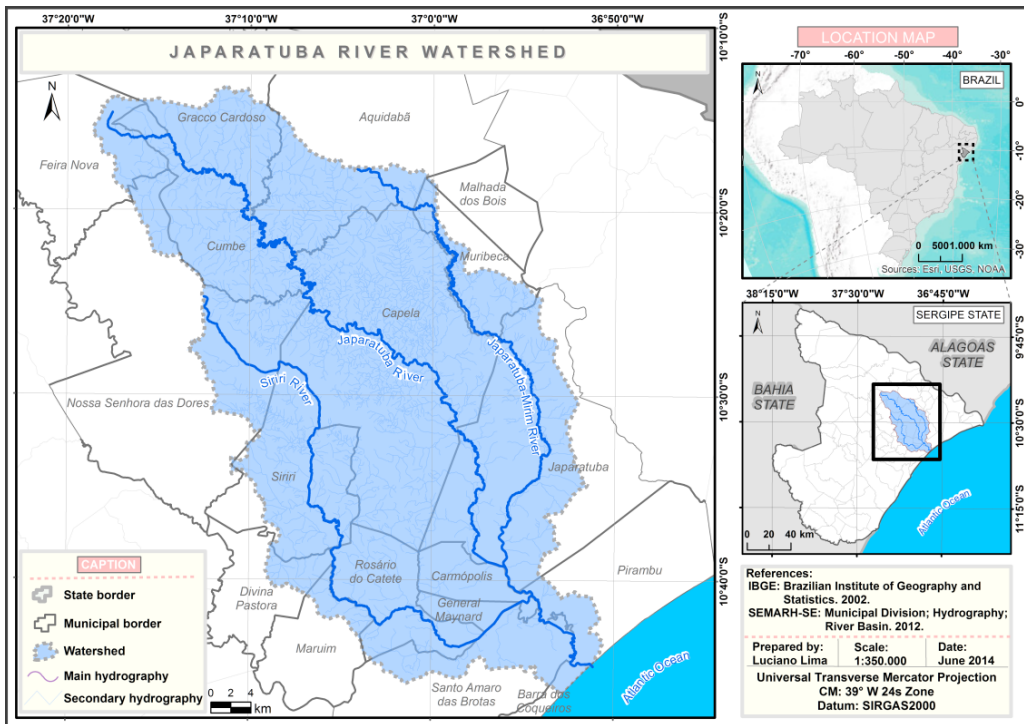 37°20'0"W 37°10'0"W 37°0'0"W 36°50'0"W
JAPARATUBA RIVER WATERSHED
N
Gracco Cardoso
Aquidabã
Feira Nova
Malhada
dos Bois
Cumbe
Muribeca
Capela
Japaratuba River
Japaratuba-Mirim River
Siriri River
Nossa Senhora das Dores
Siriri
Japaratuba
Rosário
do Catete
Carmópolis
Pirambu
General
Maynard
Divina
Pastora
Maruim
Santo Amaro
das Brotas
Barra dos
Coqueiros
Atlantic Ocean
10°10'0"S
10°20'0"S
10°30'0"S
10°40'0"S
CAPTION
State border
Municipal border
Watershed
Main hydrography
Secondary hydrography
0 2 4
km
LOCATION MAP
-70° -60° -50° -40° -30°
N
BRAZIL
0°
-10°
-20°
-30°
0 5001.000 km
Sources: Esri, USGS, NOAA
38°15'0"W 37°30'0"W 36°45'0"W
N
SERGIPE STATE
ALAGOAS
STATE
BAHIA
STATE
Atlantic Ocean
9°45'0"S
10°30'0"S
11°15'0"S
0 20 40 km
References:
IBGE: Brazilian Institute of Geography and
Statistics. 2002.
SEMARH-SE: Municipal Division; Hydrography;
River Basin. 2012.
Prepared by:
Luciano Lima
Scale:
1:350.000
Date:
June 2014
Universal Transverse Mercator Projection
CM: 39° W 24s Zone
Datum: SIRGAS2000